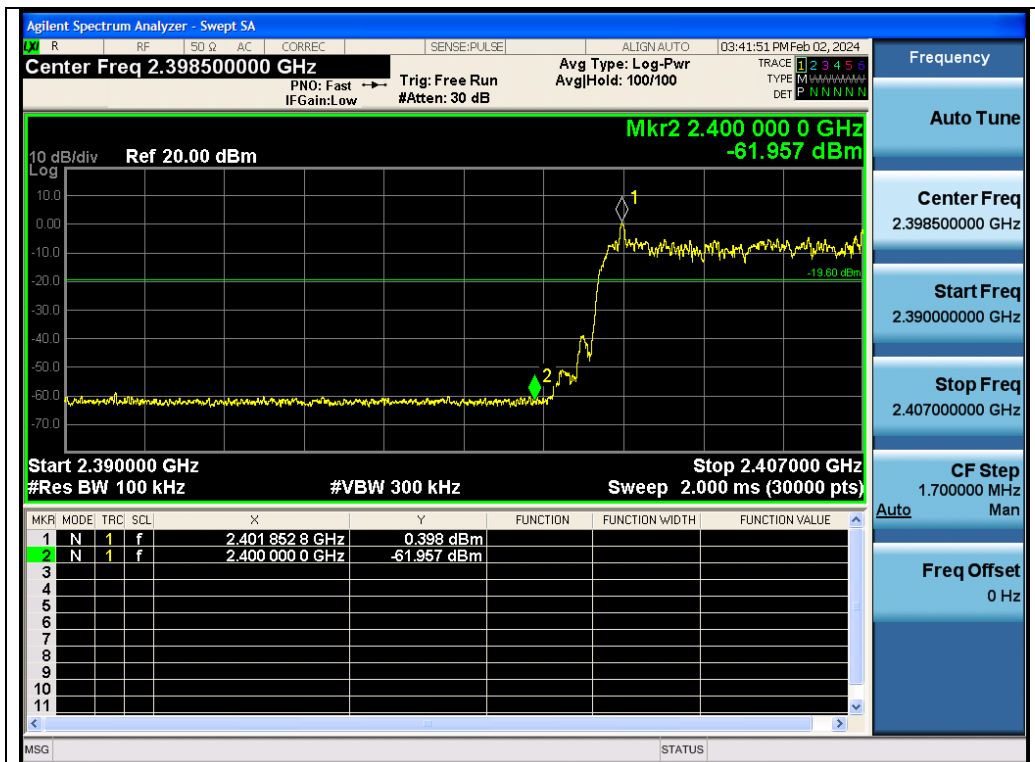 Agilent Spectrum Analyzer - Swept SA
LXI R RF 50 Ω AC CORREC SENSE:PULSE ALIGN AUTO 03:41:51 PM Feb 02, 2024
Center Freq 2.398500000 GHz
PNO: Fast
IFGain:Low
Trig: Free Run
#Atten: 30 dB
Avg Type: Log-Pwr
Avg|Hold: 100/100
TRACE 1 2 3 4 5 6
TYPE M
DET P N N N N N
Mkr2 2.400 000 0 GHz
-61.957 dBm
10 dB/div Ref 20.00 dBm
Log
10.0
0.00
-10.0
-20.0
-30.0
-40.0
-50.0
-60.0
-70.0
1
-19.60 dBm
2
Start 2.390000 GHz Stop 2.407000 GHz
#Res BW 100 kHz #VBW 300 kHz Sweep 2.000 ms (30000 pts)
MKR MODE TRC SCL X Y FUNCTION FUNCTION WIDTH FUNCTION VALUE
1 N 1 f 2.401 852 8 GHz 0.398 dBm
2 N 1 f 2.400 000 0 GHz -61.957 dBm
3
4
5
6
7
8
9
10
11
MSG STATUS
Frequency
Auto Tune
Center Freq
2.398500000 GHz
Start Freq
2.390000000 GHz
Stop Freq
2.407000000 GHz
CF Step
1.700000 MHz
Auto Man
Freq Offset
0 Hz